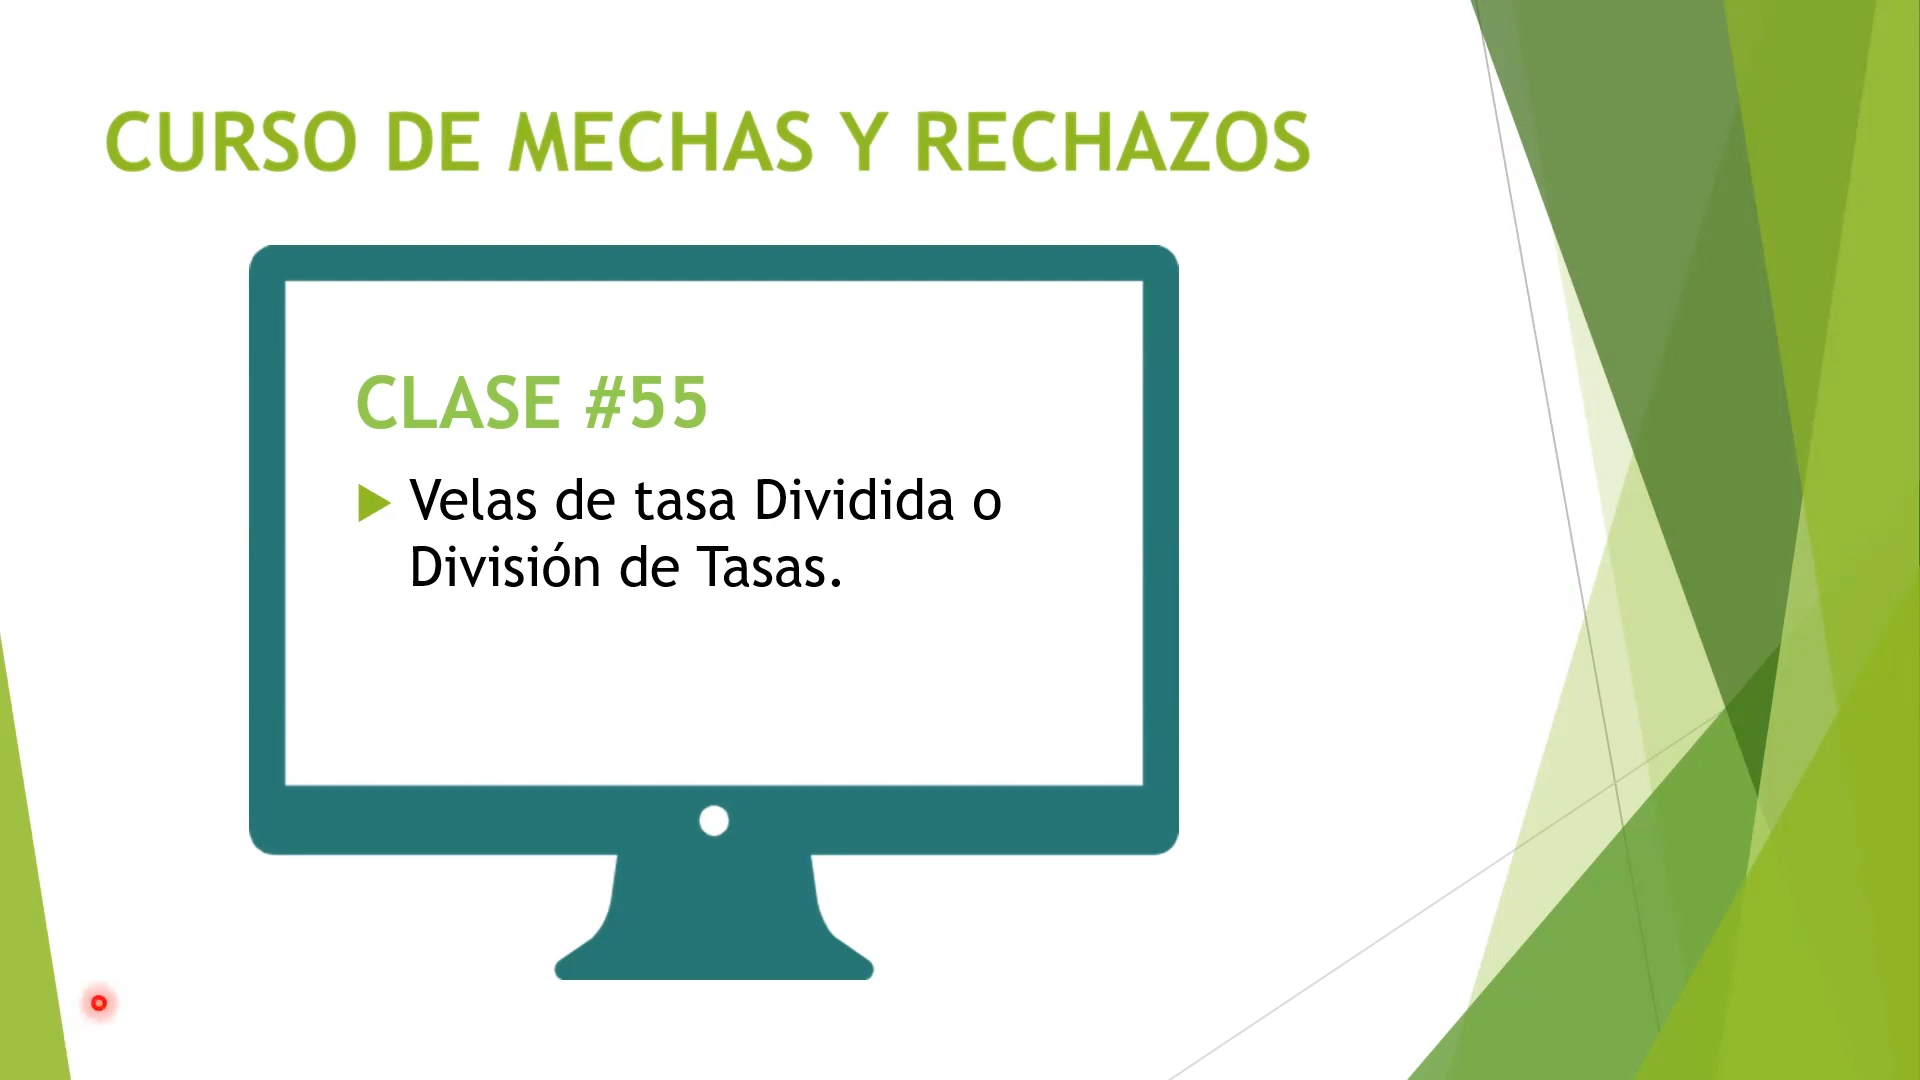 CURSO DE MECHAS Y RECHAZOS
CLASE #55
Velas de tasa Dividida o
División de Tasas.